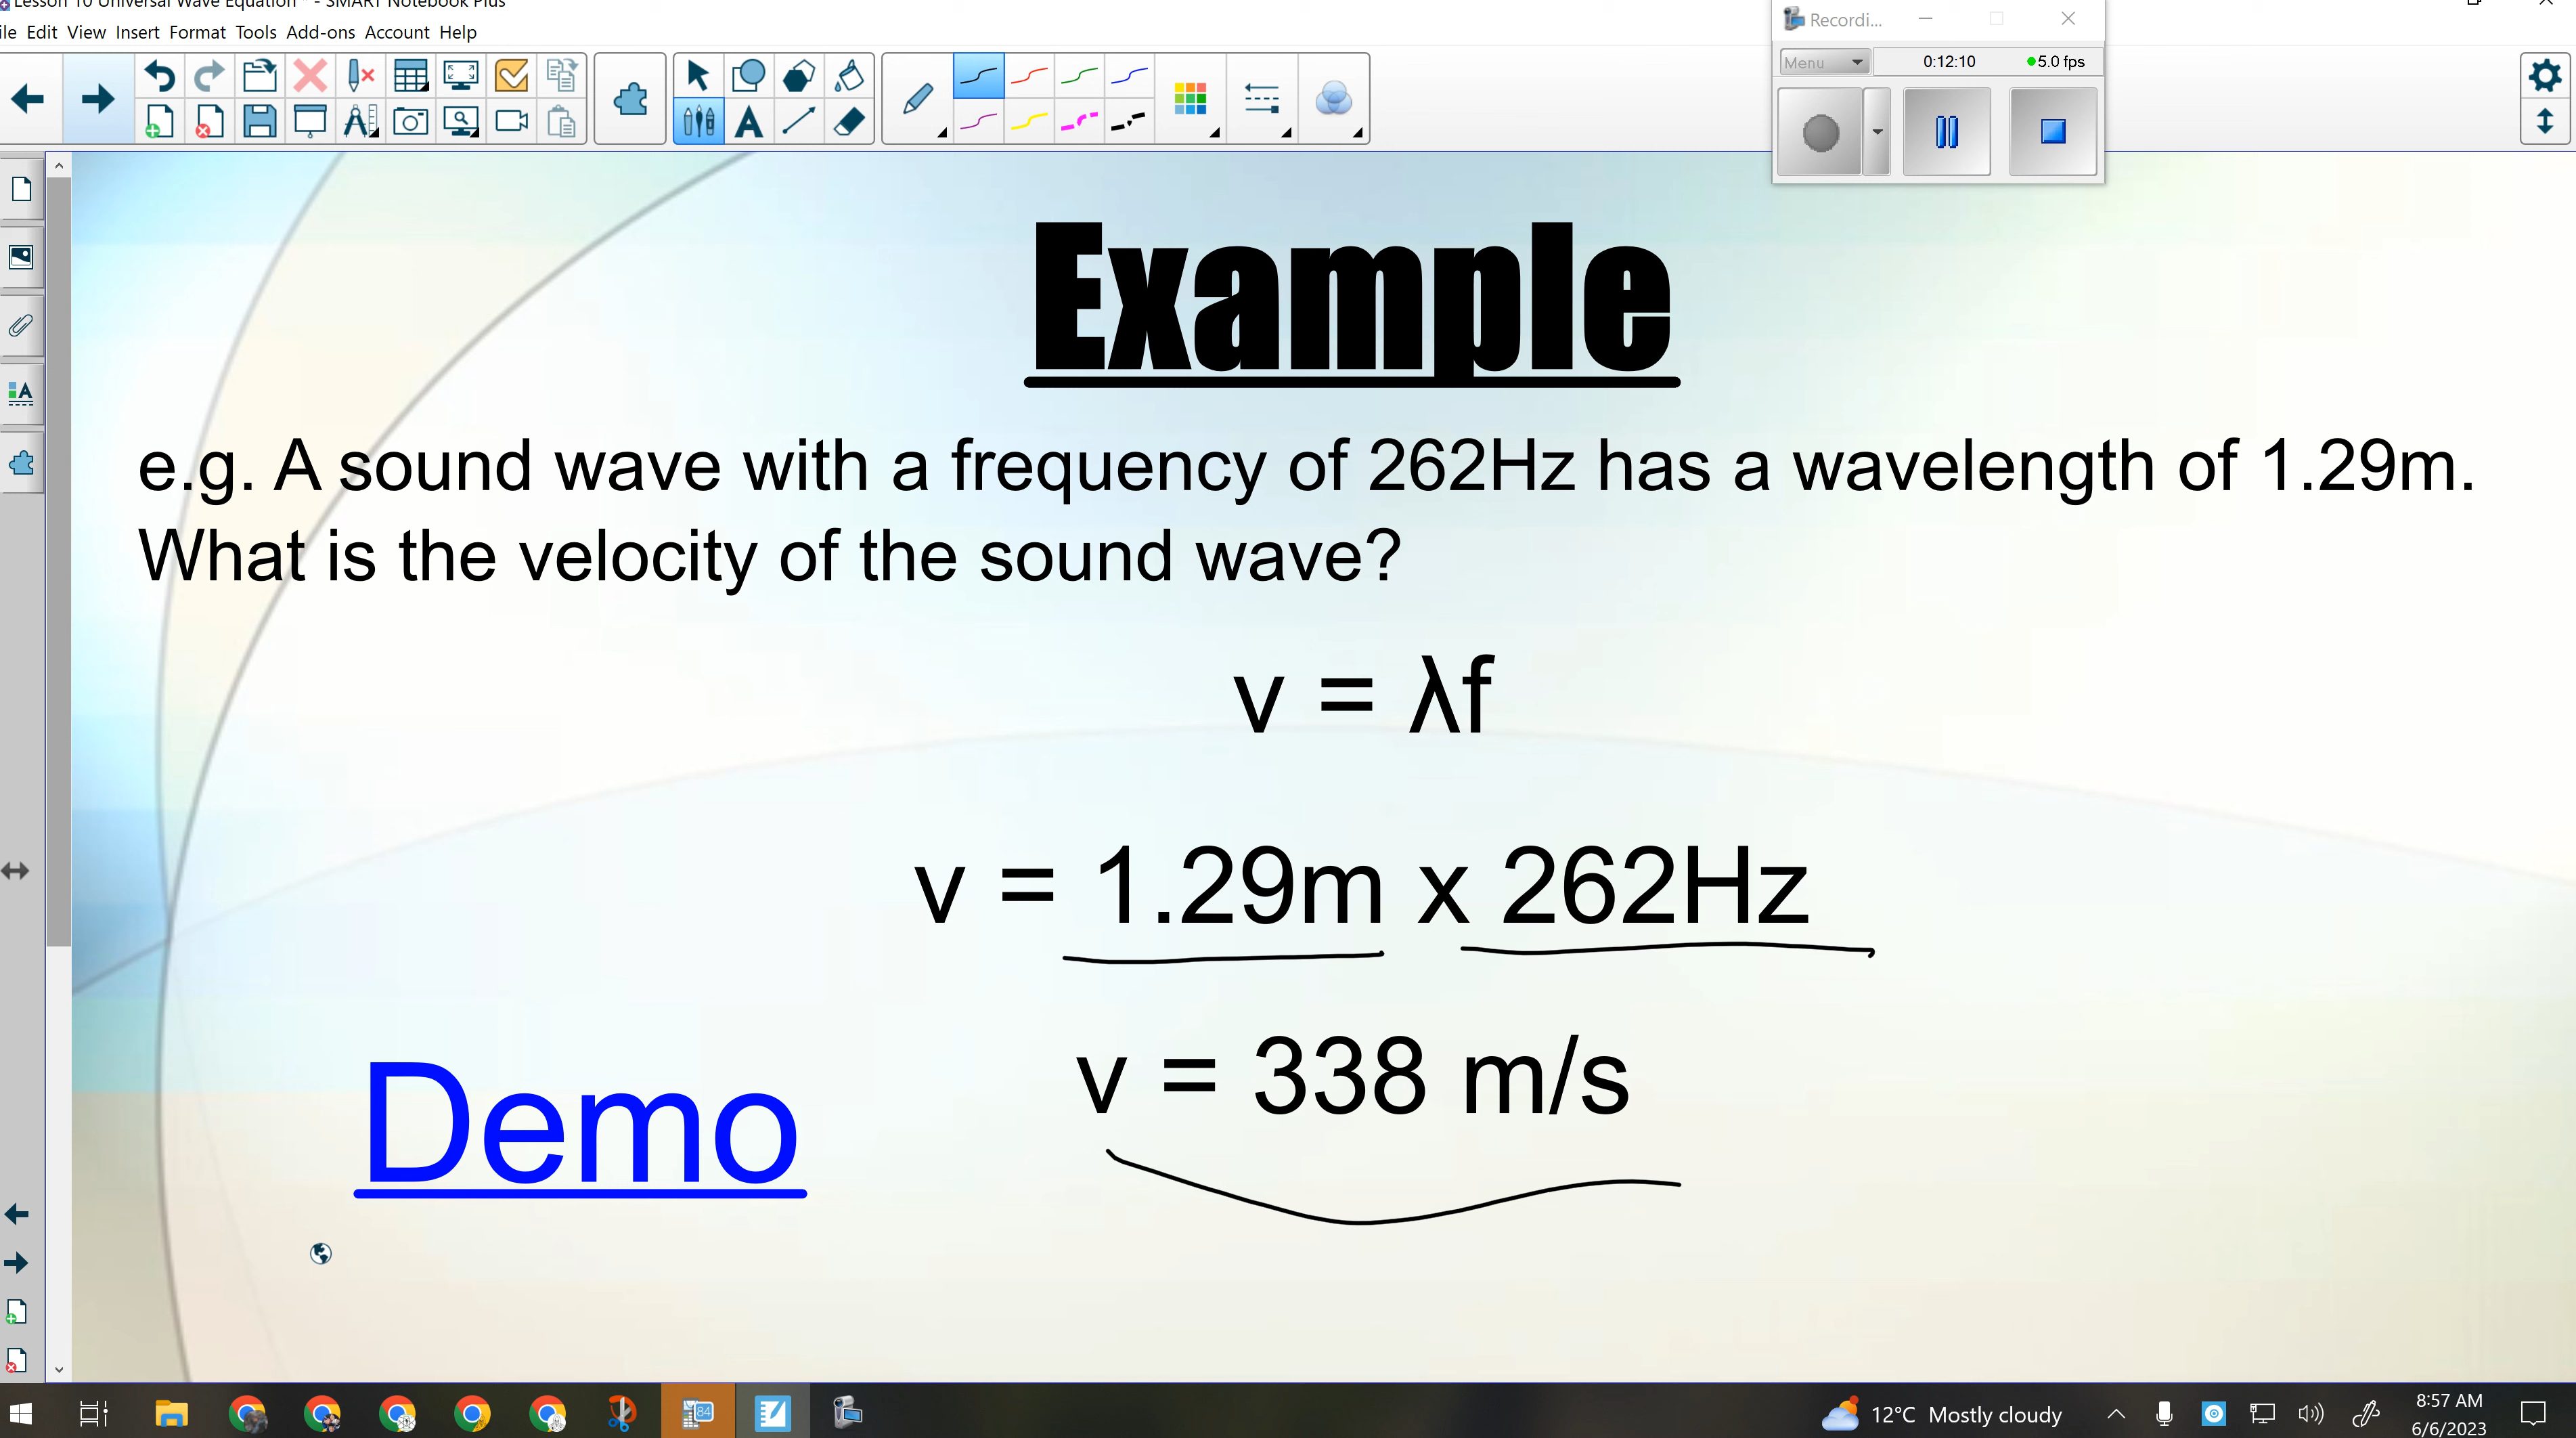 Lesson 10 Universal Wave Equation * - SMART Notebook Plus
ile Edit View Insert Format Tools Add-ons Account Help
Recordi...
Menu 0:12:10 5.0 fps
Example
e.g. A sound wave with a frequency of 262Hz has a wavelength of 1.29m.
What is the velocity of the sound wave?
v = λf
v = 1.29m x 262Hz
v = 338 m/s
Demo
84
12°C Mostly cloudy
8:57 AM
6/6/2023